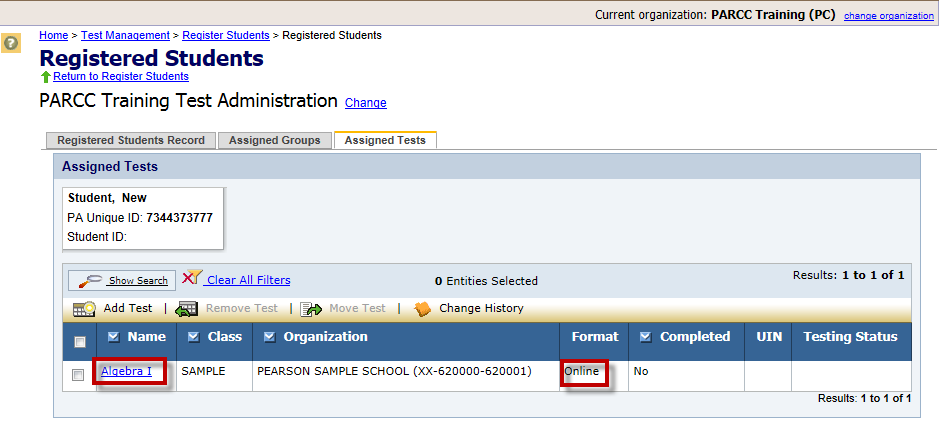 Current organization: PARCC Training (PC) change organization
?
Home > Test Management > Register Students > Registered Students
Registered Students
Return to Register Students
PARCC Training Test Administration Change
Registered Students Record Assigned Groups Assigned Tests
Assigned Tests
Student, New
PA Unique ID: 7344373777
Student ID:
Show Search Clear All Filters 0 Entities Selected Results: 1 to 1 of 1
Add Test | Remove Test | Move Test | Change History
Name Class Organization Format Completed UIN Testing Status
Algebra I SAMPLE PEARSON SAMPLE SCHOOL (XX-620000-620001) Online No
Results: 1 to 1 of 1